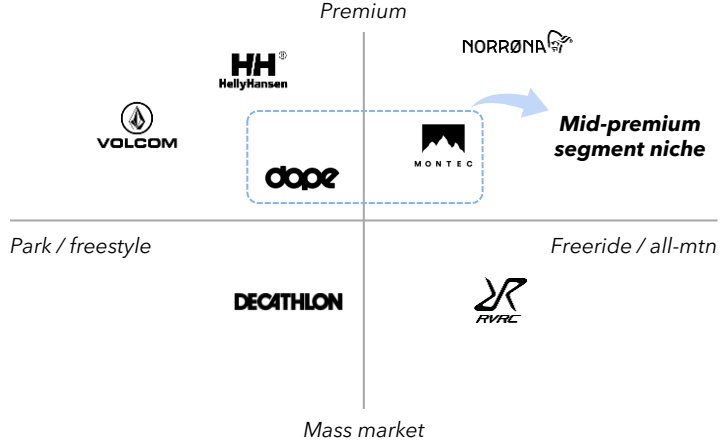 Premium
NORRØNA
HH®
HellyHansen
VOLCOM
Mid-premium
segment niche
MONTEC
dope
Park / freestyle
Freeride / all-mtn
DECATHLON
RVRC
Mass market